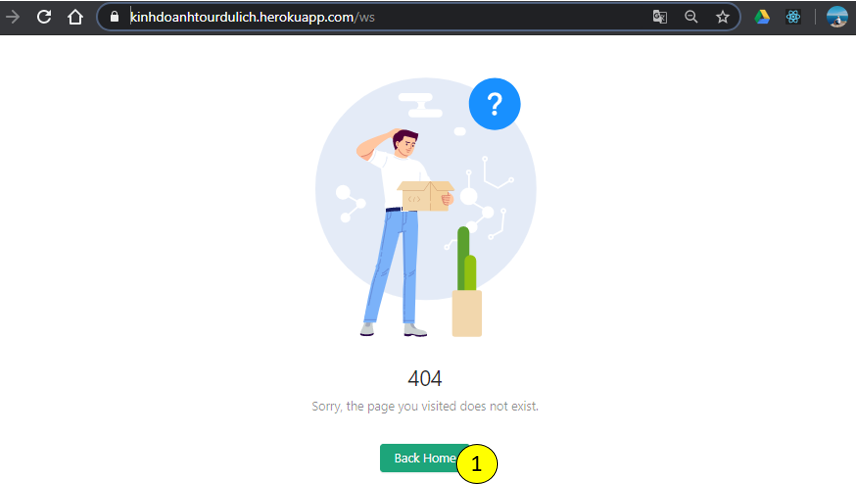 kinhdoanhtourdulich.herokuapp.com/ws
?
</>
404
Sorry, the page you visited does not exist.
Back Home
1